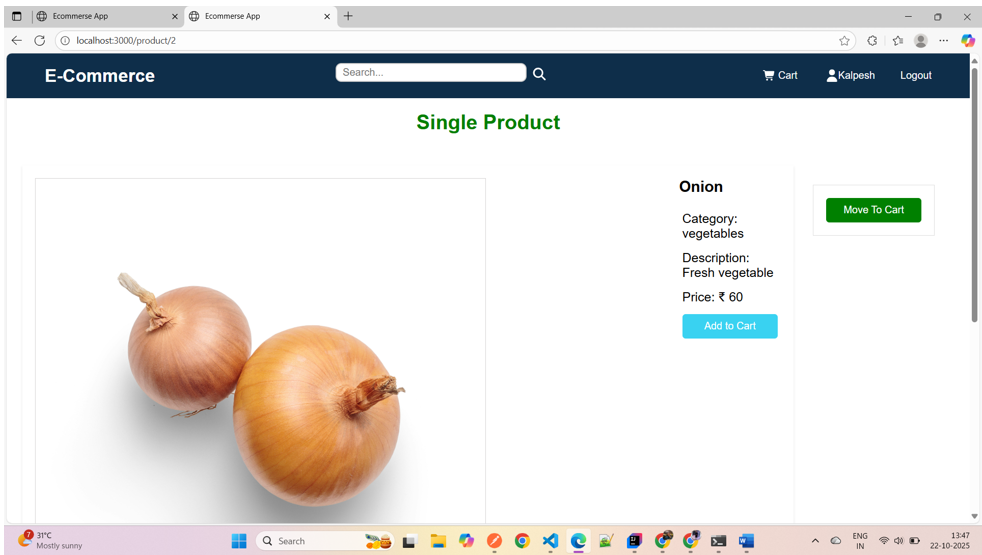 Ecommerse App
Ecommerse App
localhost:3000/product/2
E-Commerce
Search...
Cart
Kalpesh
Logout
Single Product
Onion
Category:
vegetables
Description:
Fresh vegetable
Price: ₹ 60
Add to Cart
Move To Cart
7
31°C
Mostly sunny
Search
ENG
IN
13:47
22-10-2025